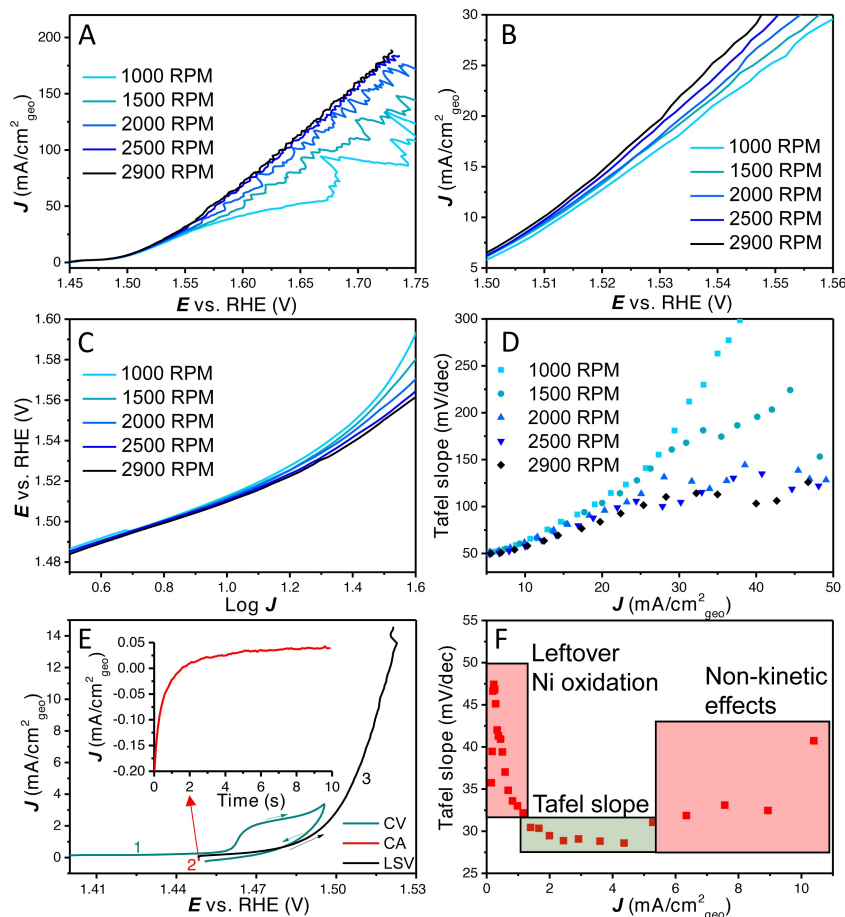 A
200
150
100
50
0
J (mA/cm²geo)
1000 RPM
1500 RPM
2000 RPM
2500 RPM
2900 RPM
1.45 1.50 1.55 1.60 1.65 1.70 1.75
E vs. RHE (V)
B
30
25
20
15
10
5
J (mA/cm²geo)
1000 RPM
1500 RPM
2000 RPM
2500 RPM
2900 RPM
1.50 1.51 1.52 1.53 1.54 1.55 1.56
E vs. RHE (V)
C
1.60
1.58
1.56
1.54
1.52
1.50
1.48
E vs. RHE (V)
1000 RPM
1500 RPM
2000 RPM
2500 RPM
2900 RPM
0.6 0.8 1.0 1.2 1.4 1.6
Log J
D
300
250
200
150
100
50
Tafel slope (mV/dec)
1000 RPM
1500 RPM
2000 RPM
2500 RPM
2900 RPM
10 20 30 40 50
J (mA/cm²geo)
E
14
12
10
8
6
4
2
0
J (mA/cm²geo)
0.05
0.00
-0.05
-0.10
-0.15
-0.20
J (mA/cm²geo)
0 2 4 6 8 10
Time (s)
1
2
3
CV
CA
LSV
1.41 1.44 1.47 1.50 1.53
E vs. RHE (V)
F
55
50
45
40
35
30
25
Tafel slope (mV/dec)
Leftover
Ni oxidation
Non-kinetic
effects
Tafel slope
0 2 4 6 8 10
J (mA/cm²geo)